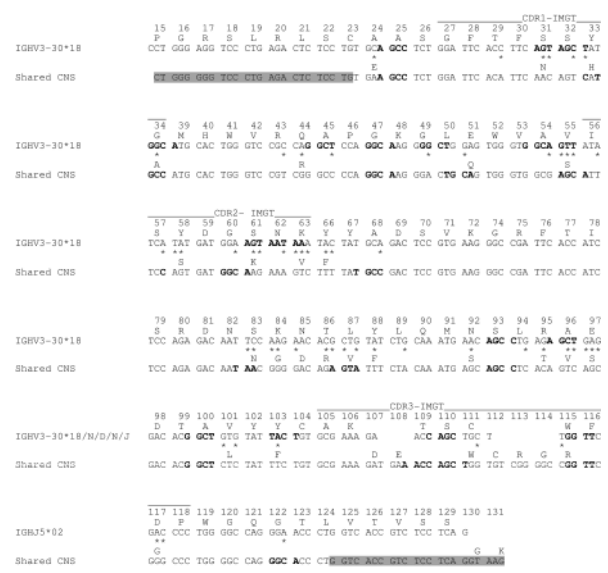 CDR1-IMGT
15 16 17 18 19 20 21 22 23 24 25 26 27 28 29 30 31 32 33
P G R S L R L S C A A S G F T F S S Y
IGHV3-30*18 CCT GGG AGG TCC CTG AGA CTC TCC TGT GCA AGC CTC TGG ATT CAC CTT CAG TAG CTA T
** ** *
E N H
Shared CNS CT GGG GGG TCC CTG AGA CTC TCC TGT GAA GCC TCT GGA TTC ACA TTC AAC AGT CAT
34 39 40 41 42 43 44 45 46 47 48 49 50 51 52 53 54 55 56
G M H W V R Q A P G K G L E W V A V I
IGHV3-30*18 GGC ATG CAC TGG GTC CGC CAG GCT CCA GGC AAG GGG CTG GAG TGG GTG GCA GTT ATA
A R Q S
Shared CNS GCC ATG CAC TGG GTC CGT CGG GCC CCA GGC AAG GGA CTG CAG TGG GTG GCG AGC ATT
CDR2- IMGT
57 58 59 60 61 62 63 65 66 67 68 69 70 71 72 73 74 75 76 77 78
S Y D G S N K Y Y A D S V K G R F T I
IGHV3-30*18 TCA TAT GAT GGA AGT AAT AAA TAC TAT GCA GAC TCC GTG AAG GGC CGA TTC ACC ATC
S K V F
Shared CNS TCC AGT GAT GGC AAG AAA GTC TTT TAT GCC GAC TCC GTG AAG GGC CGA TTC ACC ATC
79 80 81 82 83 84 85 86 87 88 89 90 91 92 93 94 95 96 97
S R D N S K N T L Y L Q M N S L R A E
IGHV3-30*18 TCC AGA GAC AAT TCC AAG AAC ACG CTG TAT CTG CAA ATG AAC AGC CTG AGA GCT GAG
N G D R V F S T V S
Shared CNS TCC AGA GAC AAT AAC GGG GAC AGA GTA TTT CTA CAA ATG AGC AGC CTC ACA GTC AGC
CDR3-IMGT
98 99 100 101 102 103 104 105 106 107 108 109 110 111 112 113 114 115 116
D T A V Y Y C A K T S C W F
IGHV3-30*18/N/D/N/J GAC ACG GCT GTG TAT TAC TGT GCG AAA GA ACC AGC TGC T TGG TTC
L F D E W C R G R
Shared CNS GAC ACG GCT CTC TAT TTC TGT GCG AAA GAT GAA ACC AGC TGG TGT CGG GGC CGG TTC
117 118 119 120 121 122 123 124 125 126 127 128 129 130 131
D P W G Q G T L V T V S S
IGHJ5*02 GAC CCC TGG GGC CAG GGA ACC CTG GTC ACC GTC TCC TCA G
** *
G G K
Shared CNS GGG CCC TGG GGC CAG GGC ACC CTG GTC ACC GTC TCC TCA GGT AAG